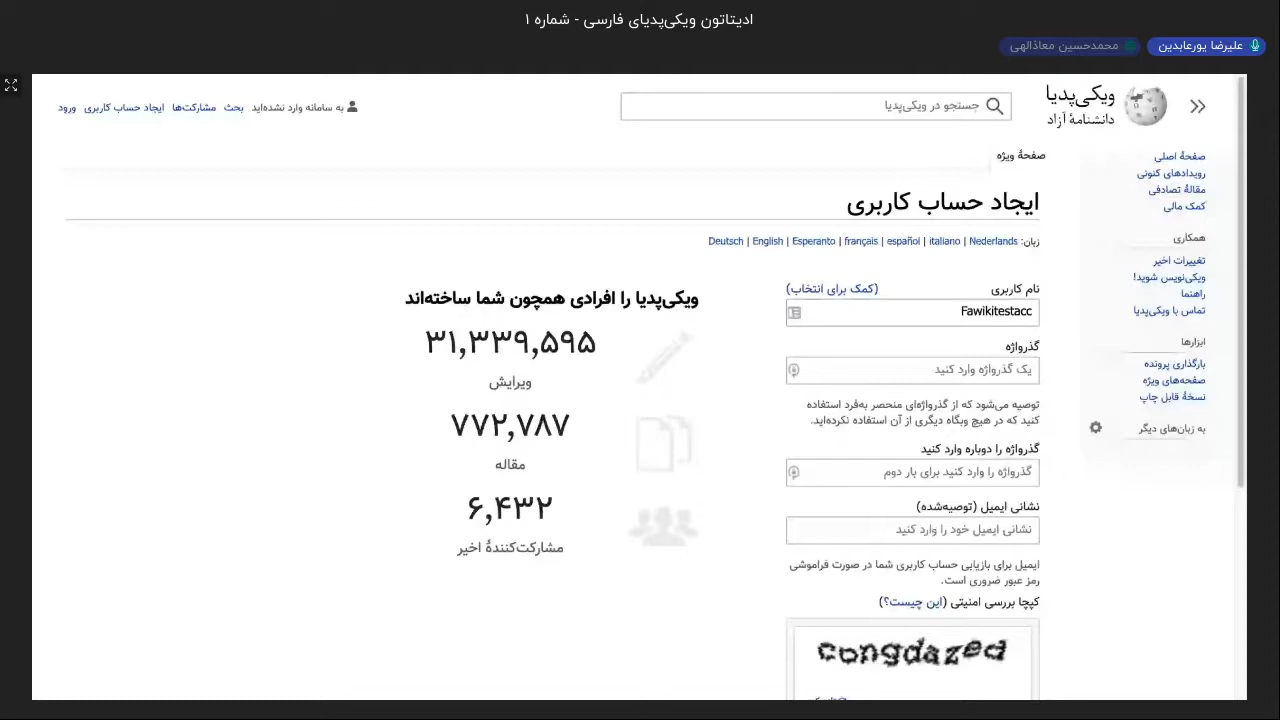 ادیتاتون ویکی‌پدیای فارسی - شماره ۱
علیرضا پورعابدین
محمدحسین معاذالهی
ویکی‌پدیا
دانشنامهٔ آزاد
جستجو در ویکی‌پدیا
به سامانه وارد نشده‌اید بحث مشارکت‌ها ایجاد حساب کاربری ورود
صفحهٔ اصلی
رویدادهای کنونی
مقالهٔ تصادفی
کمک مالی
همکاری
تغییرات اخیر
ویکی‌نویس شوید!
راهنما
تماس با ویکی‌پدیا
ابزارها
بارگذاری پرونده
صفحه‌های ویژه
نسخهٔ قابل چاپ
به زبان‌های دیگر
صفحهٔ ویژه
ایجاد حساب کاربری
زبان: Deutsch | English | Esperanto | français | español | italiano | Nederlands
نام کاربری (کمک برای انتخاب)
Fawikitestacc
گذرواژه
یک گذرواژه وارد کنید
توصیه می‌شود که از گذرواژه‌ای منحصر به‌فرد استفاده
کنید که در هیچ وبگاه دیگری از آن استفاده نکرده‌اید.
گذرواژه را دوباره وارد کنید
گذرواژه را وارد کنید برای بار دوم
نشانی ایمیل (توصیه‌شده)
نشانی ایمیل خود را وارد کنید
ایمیل برای بازیابی حساب کاربری شما در صورت فراموشی
رمز عبور ضروری است.
کپچا بررسی امنیتی (این چیست؟)
congdazed
ویکی‌پدیا را افرادی همچون شما ساخته‌اند
۳۱,۳۳۹,۵۹۵
ویرایش
۷۷۲,۷۸۷
مقاله
۶,۴۳۲
مشارکت‌کنندهٔ اخیر